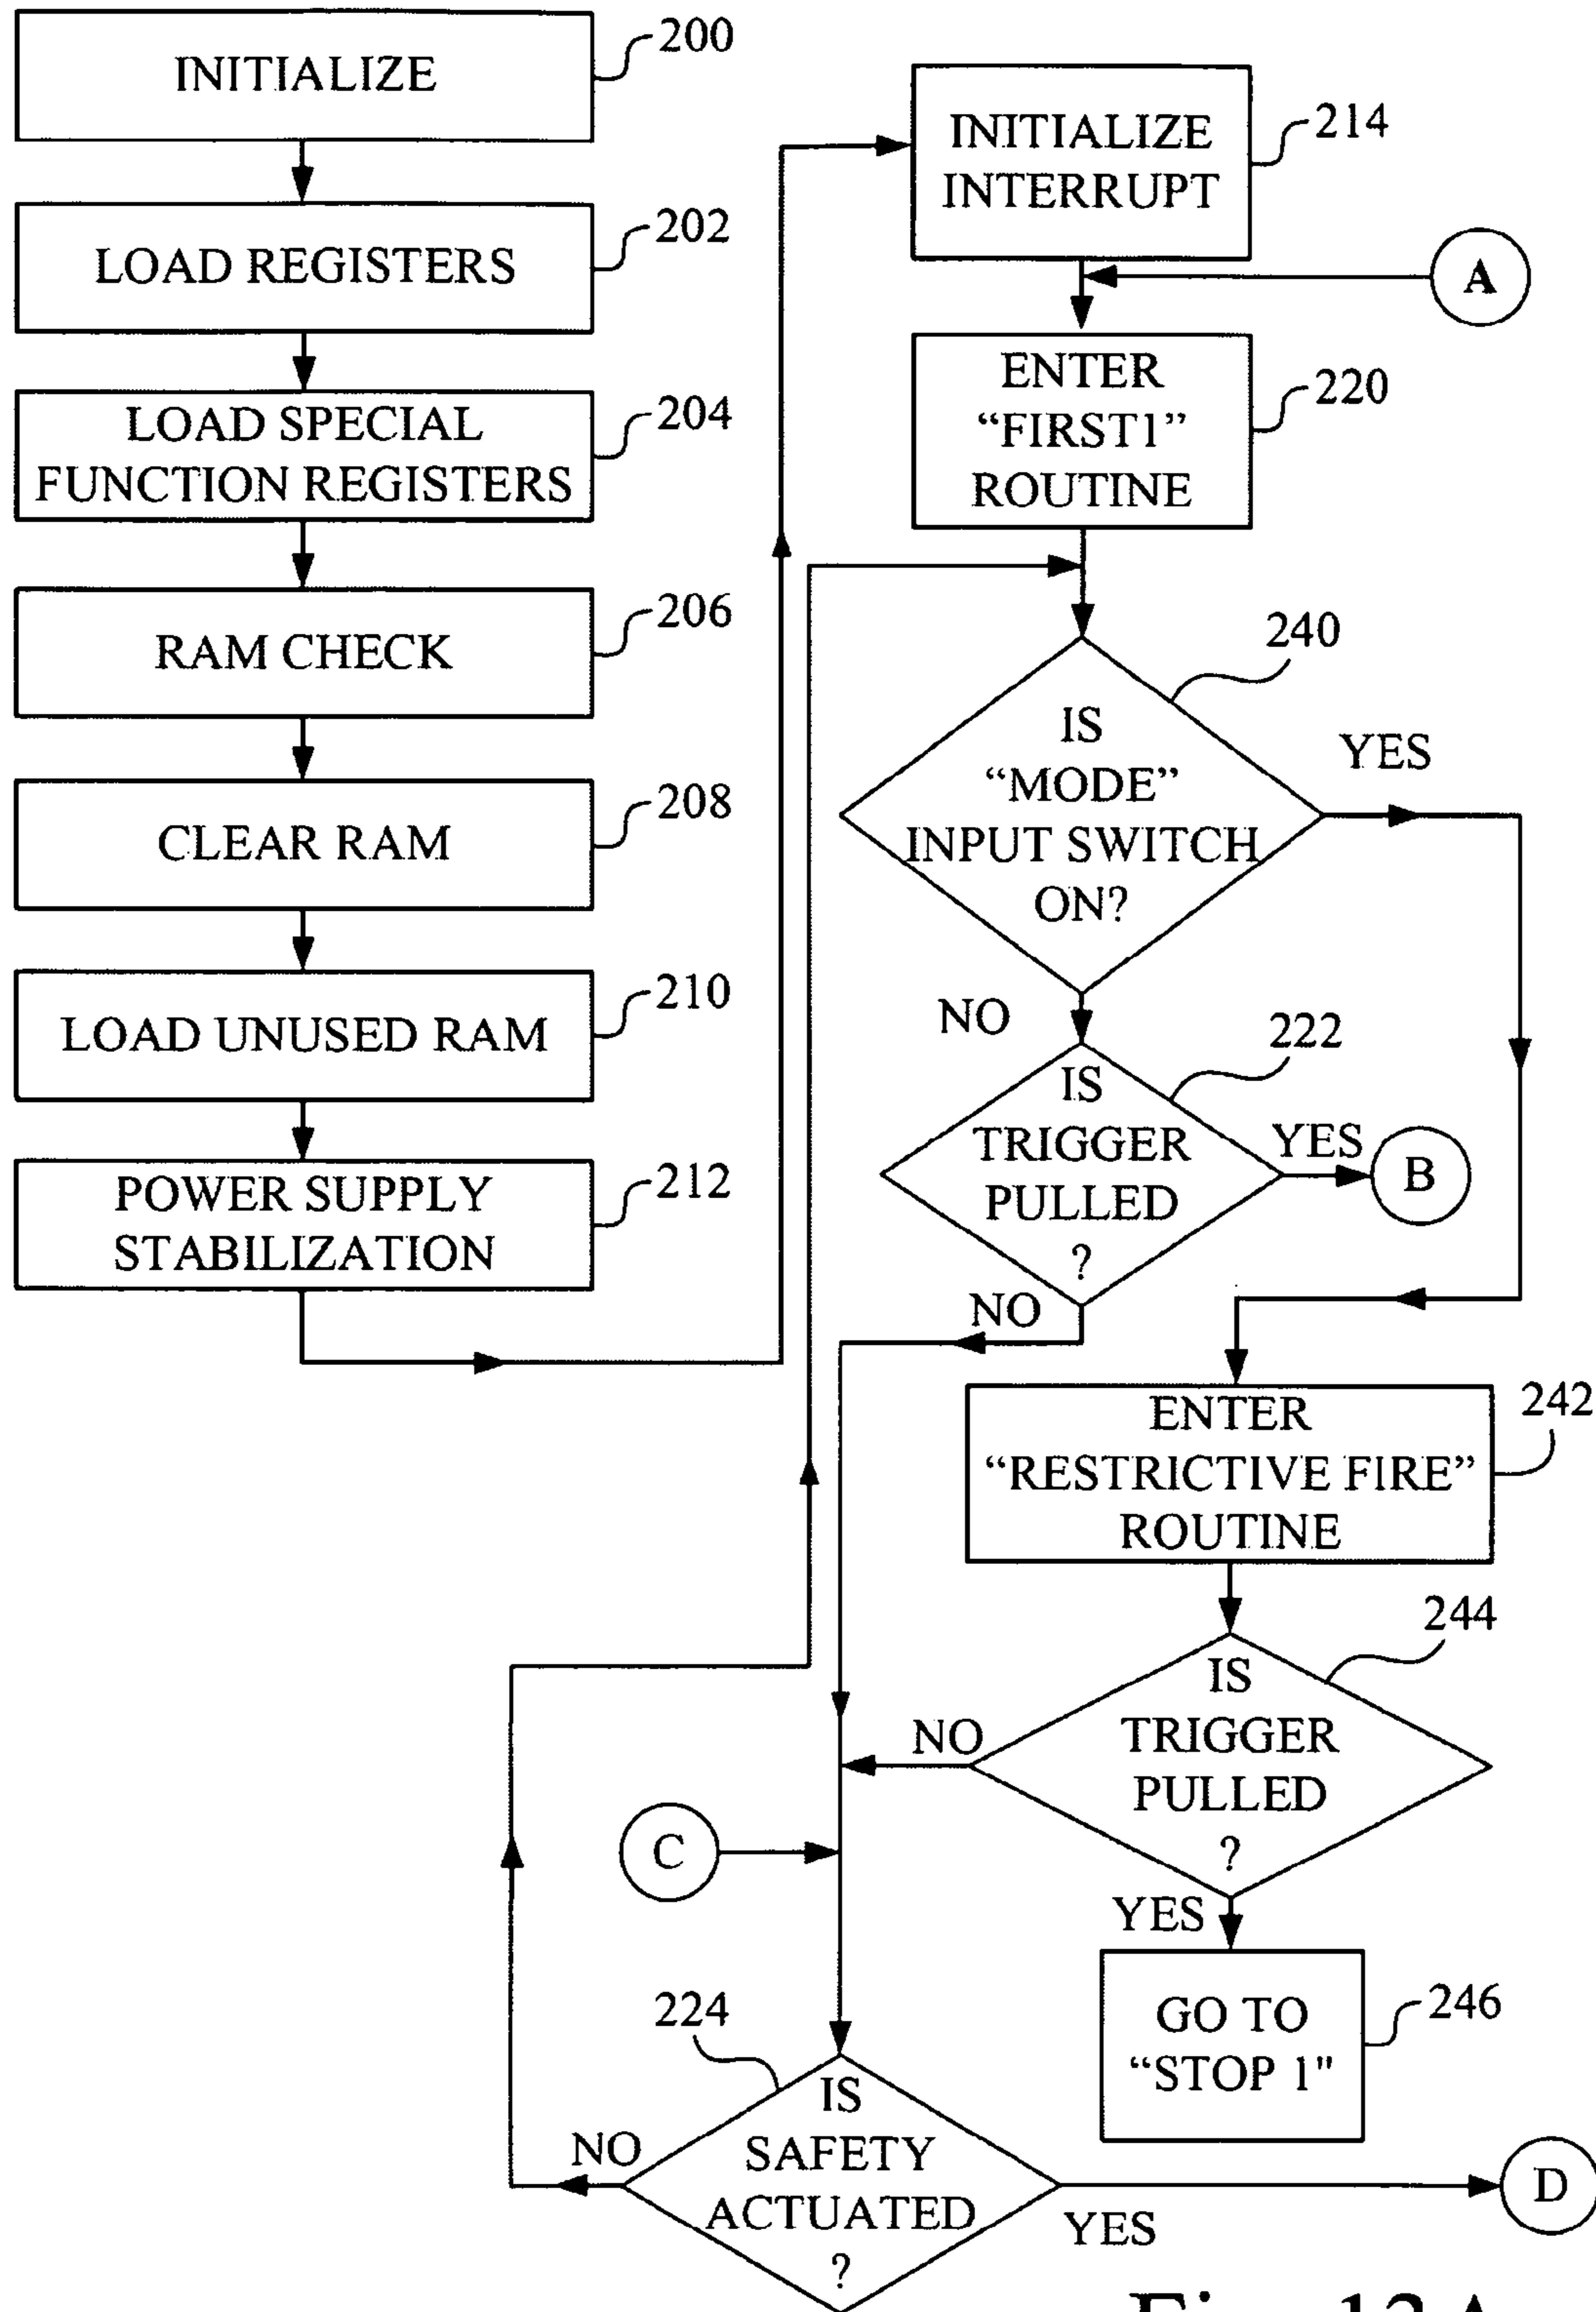 INITIALIZE
200
LOAD REGISTERS
202
LOAD SPECIAL
FUNCTION REGISTERS
204
RAM CHECK
206
CLEAR RAM
208
LOAD UNUSED RAM
210
POWER SUPPLY
STABILIZATION
212
INITIALIZE
INTERRUPT
214
A
ENTER
“FIRST1”
ROUTINE
220
240
IS
“MODE”
INPUT SWITCH
ON?
YES
NO
222
IS
TRIGGER
PULLED
?
YES
B
NO
ENTER
“RESTRICTIVE FIRE”
ROUTINE
242
244
IS
TRIGGER
PULLED
?
NO
C
YES
GO TO
“STOP 1”
246
224
IS
SAFETY
ACTUATED
?
NO
YES
D